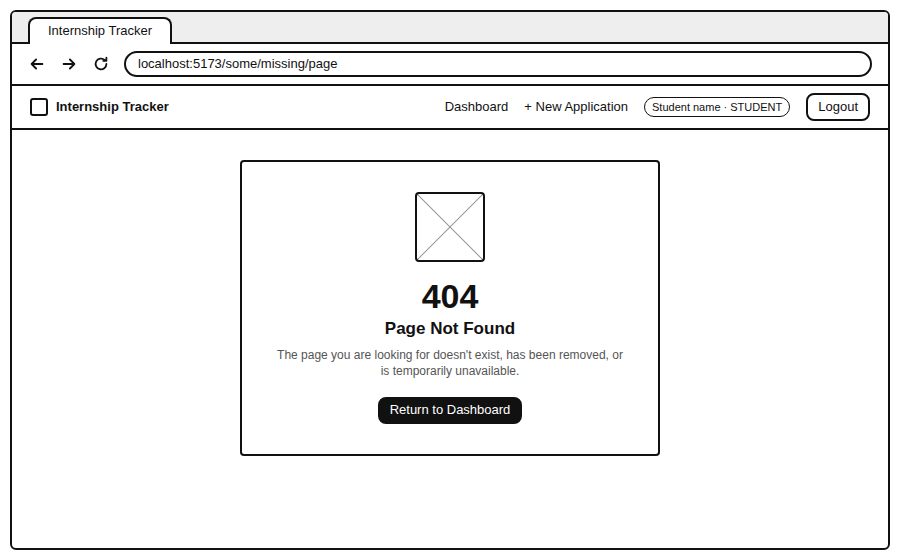 Internship Tracker
localhost:5173/some/missing/page
Internship Tracker Dashboard + New Application Student name · STUDENT Logout
404
Page Not Found
The page you are looking for doesn't exist, has been removed, or
is temporarily unavailable.
Return to Dashboard